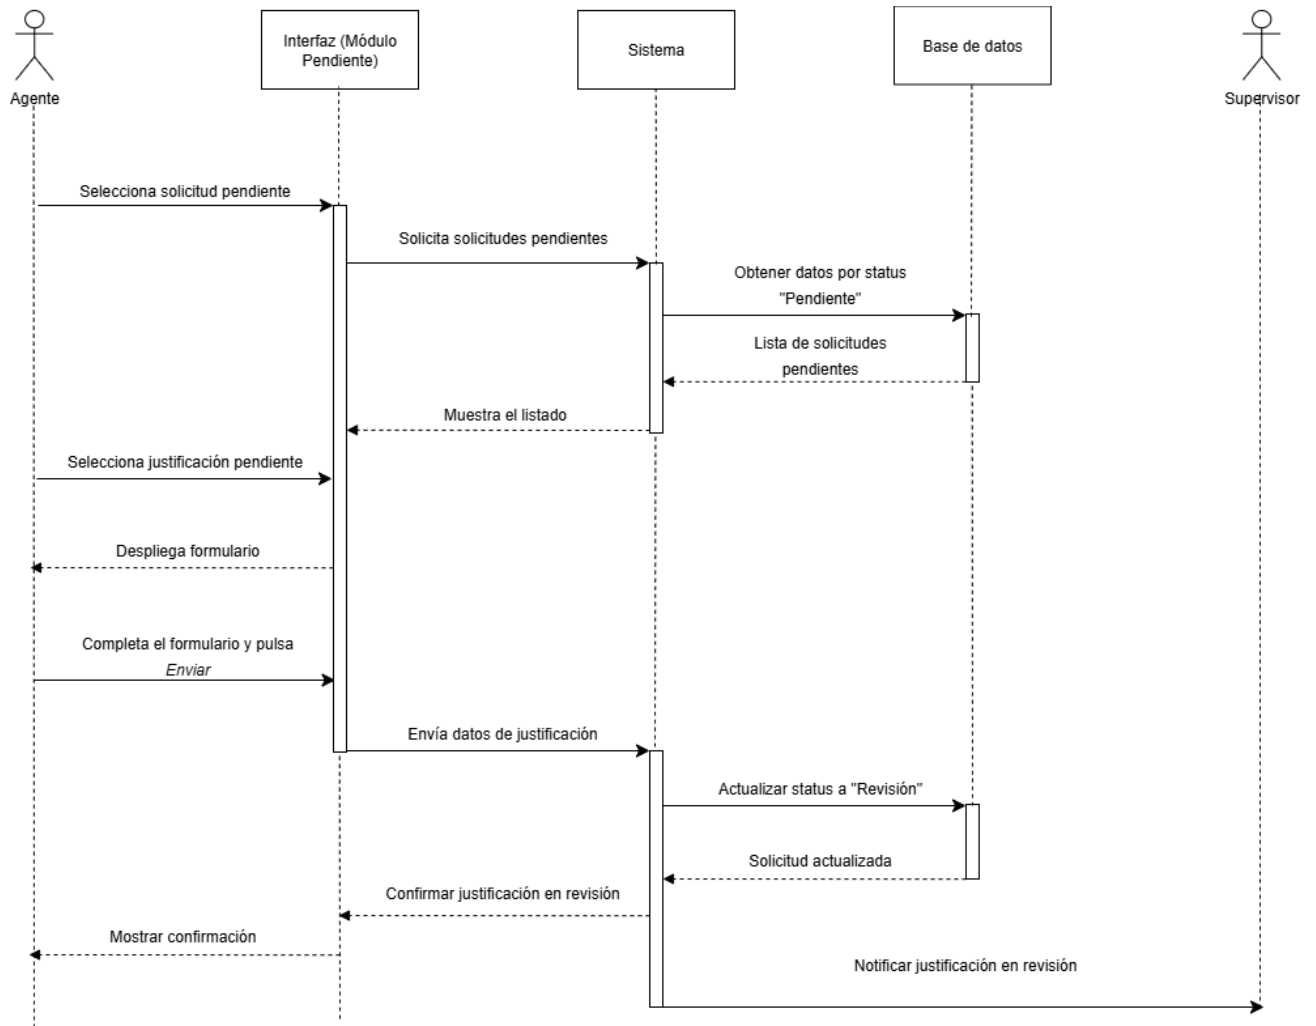 Agente
Interfaz (Módulo
Pendiente)
Sistema
Base de datos
Supervisor
Selecciona solicitud pendiente
Solicita solicitudes pendientes
Obtener datos por status
"Pendiente"
Lista de solicitudes
pendientes
Muestra el listado
Selecciona justificación pendiente
Despliega formulario
Completa el formulario y pulsa
Enviar
Envía datos de justificación
Actualizar status a "Revisión"
Solicitud actualizada
Confirmar justificación en revisión
Mostrar confirmación
Notificar justificación en revisión